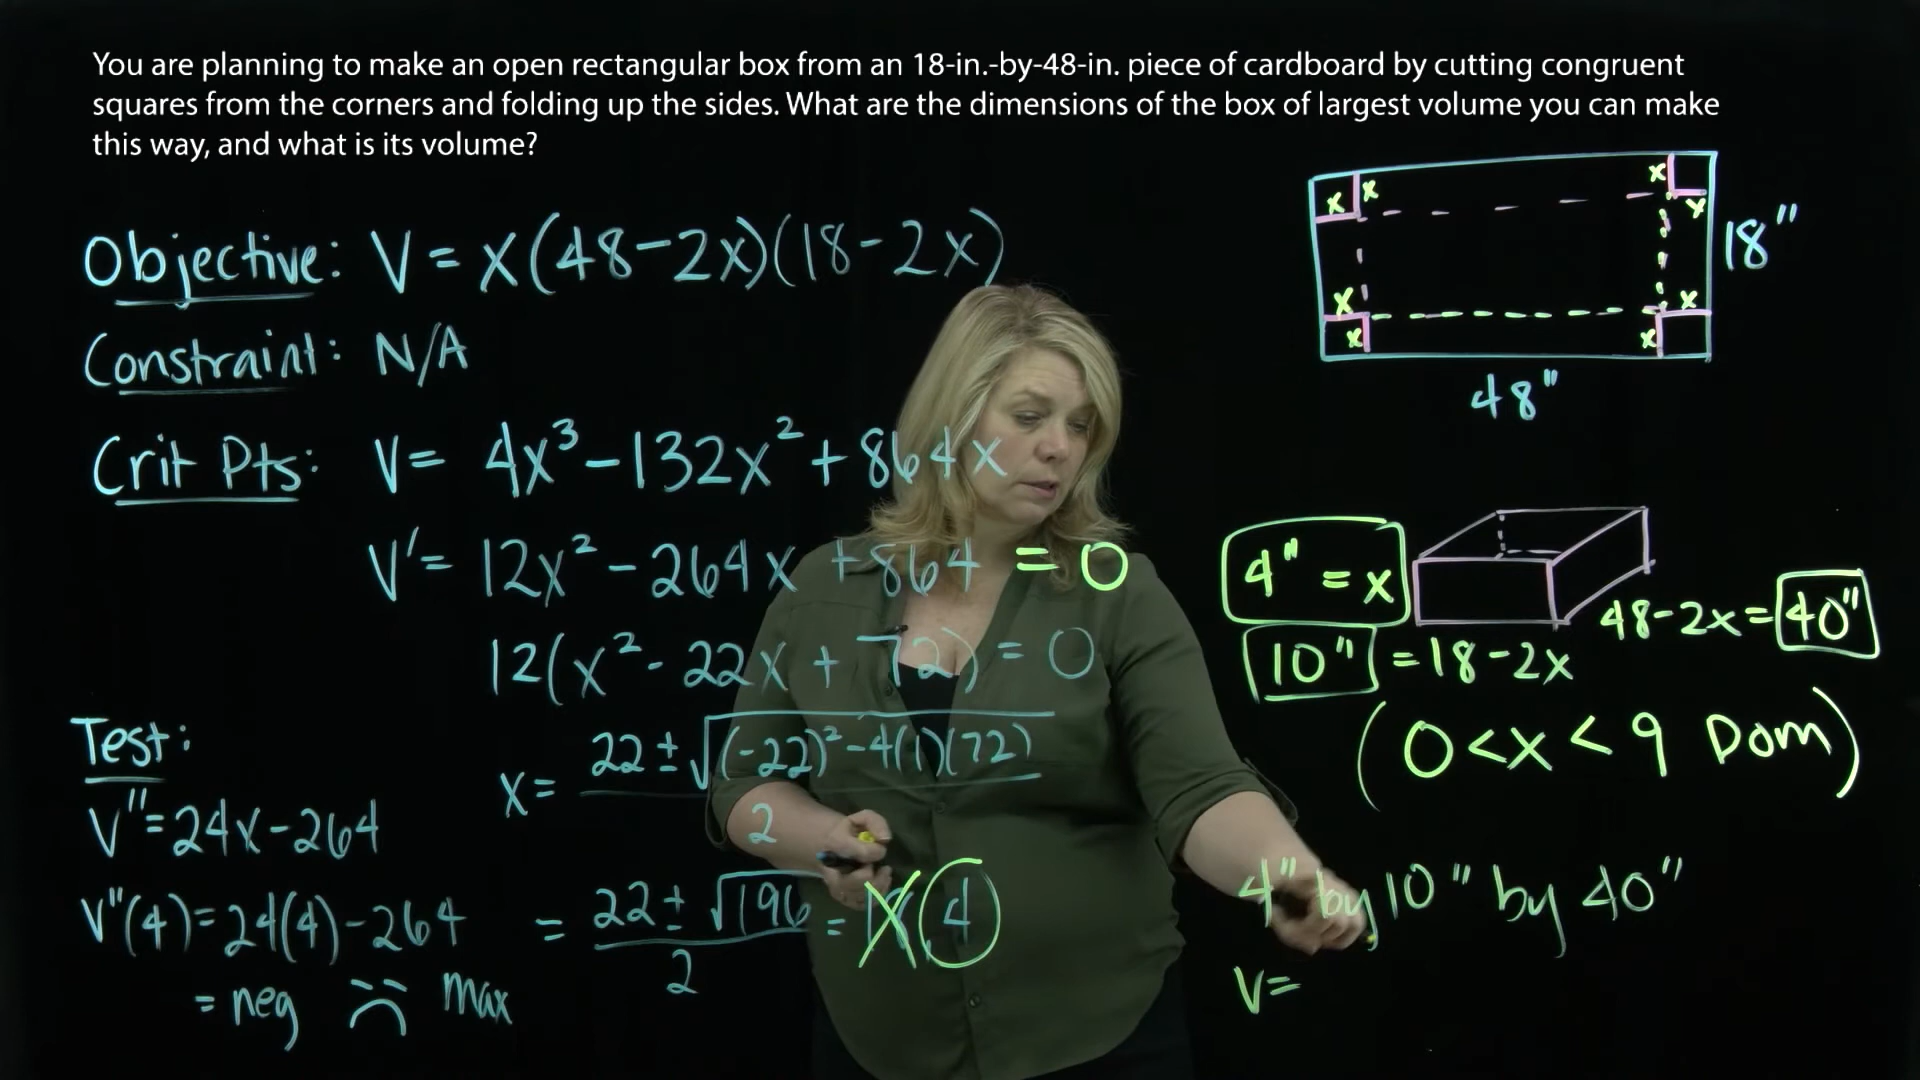 You are planning to make an open rectangular box from an 18-in.-by-48-in. piece of cardboard by cutting congruent
squares from the corners and folding up the sides. What are the dimensions of the box of largest volume you can make
this way, and what is its volume?
Objective: V = x(48-2x)(18-2x)
Constraint: N/A
Crit Pts: V= 4x³-132x²+864x
V'= 12x²-264x+864 = 0
12(x²-22x+72) = 0
x= 22±√(-22)²-4(1)(72)
2
= 22±√196 = 4
2
Test:
V''=24x-264
V''(4)=24(4)-264
= neg max
x x x x
18"
x x x x
48"
4" = x
48-2x= 40"
10" =18-2x
(0<x<9 Dom)
4" by 10" by 40"
V=